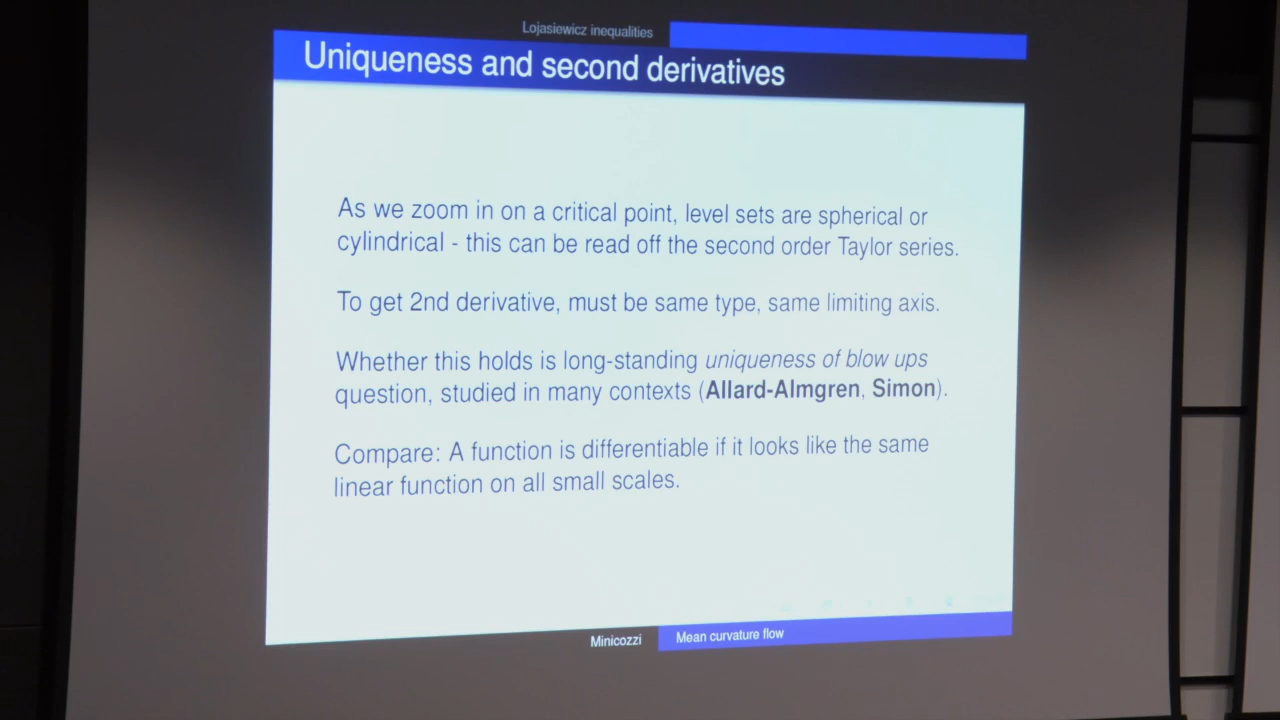 Lojasiewicz inequalities
Uniqueness and second derivatives
As we zoom in on a critical point, level sets are spherical or
cylindrical - this can be read off the second order Taylor series.
To get 2nd derivative, must be same type, same limiting axis.
Whether this holds is long-standing uniqueness of blow ups
question, studied in many contexts (Allard-Almgren, Simon).
Compare: A function is differentiable if it looks like the same
linear function on all small scales.
Minicozzi
Mean curvature flow